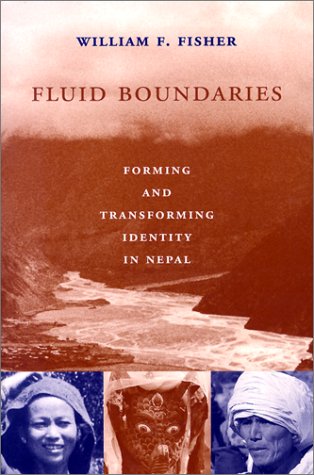 WILLIAM F. FISHER
FLUID BOUNDARIES
FORMING
AND
TRANSFORMING
IDENTITY
IN NEPAL